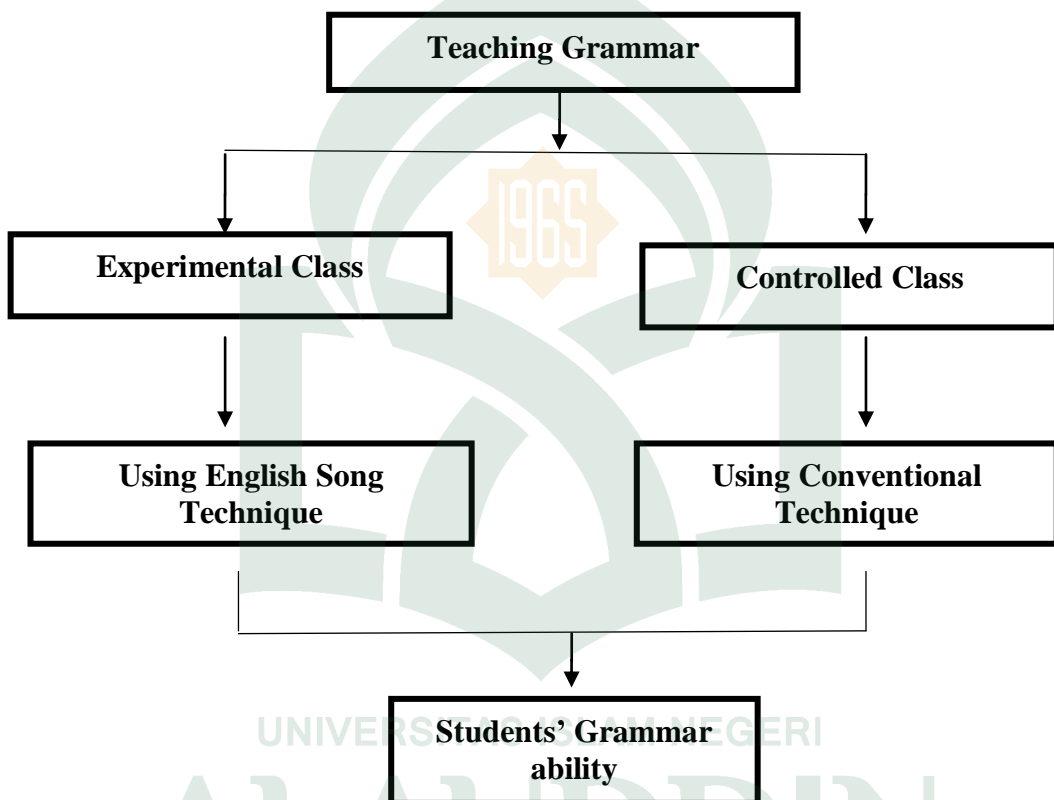 Teaching Grammar
1965
Experimental Class
Controlled Class
Using English Song
Technique
Using Conventional
Technique
Students’ Grammar
ability
UNIVERSITAS ISLAM NEGERI
ALAUDDIN